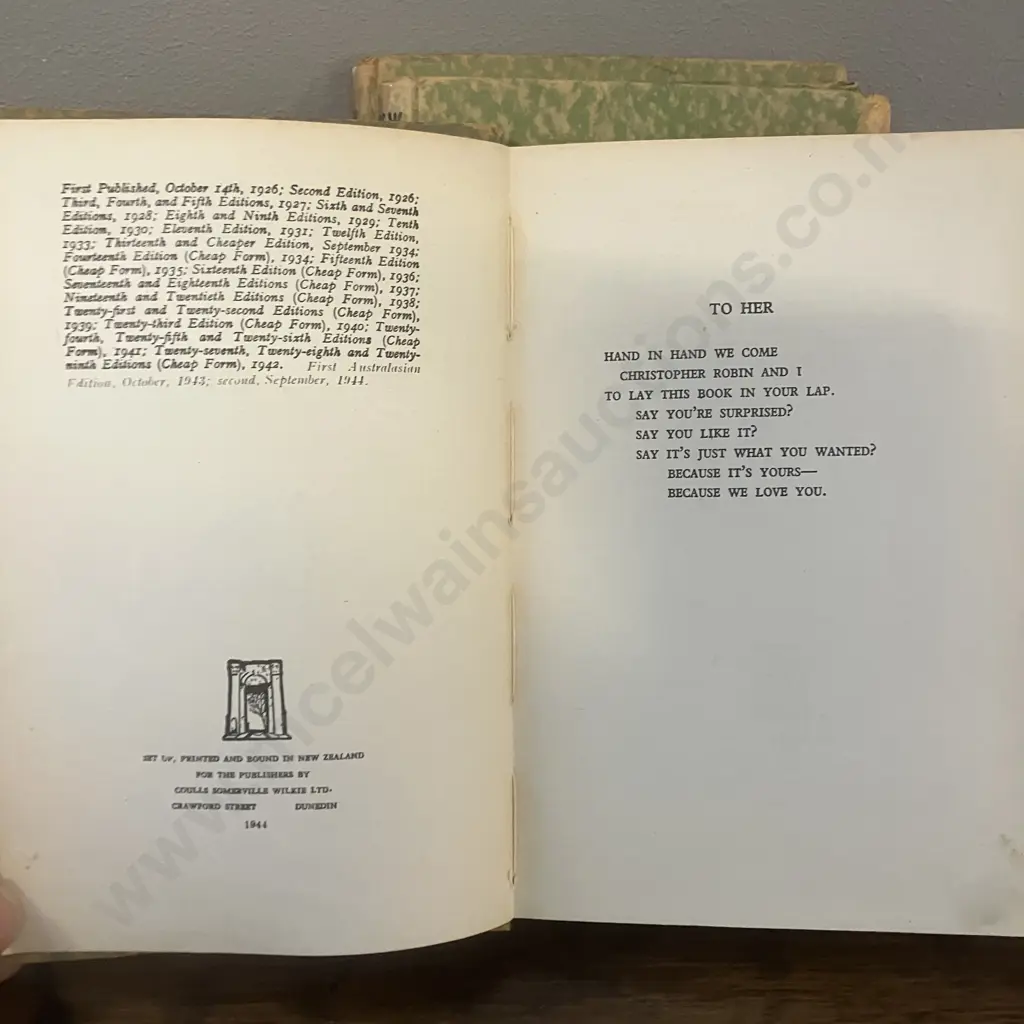 First Published, October 14th, 1926; Second Edition, 1926;
Third, Fourth, and Fifth Editions, 1927; Sixth and Seventh
Editions, 1928; Eighth and Ninth Editions, 1929; Tenth
Edition, 1930; Eleventh Edition, 1931; Twelfth Edition,
1933; Thirteenth and Cheaper Edition, September 1934;
Fourteenth Edition (Cheap Form), 1934; Fifteenth Edition
(Cheap Form), 1935; Sixteenth Edition (Cheap Form), 1936;
Seventeenth and Eighteenth Editions (Cheap Form), 1937;
Nineteenth and Twentieth Editions (Cheap Form), 1938;
Twenty-first and Twenty-second Editions (Cheap Form),
1939; Twenty-third Edition (Cheap Form), 1940; Twenty-
fourth, Twenty-fifth and Twenty-sixth Editions (Cheap
Form), 1941; Twenty-seventh, Twenty-eighth and Twenty-
ninth Editions (Cheap Form), 1942. First Australasian
Edition, October, 1943; second, September, 1944.
SET UP, PRINTED AND BOUND IN NEW ZEALAND
FOR THE PUBLISHERS BY
COULLS SOMERVILLE WILKIE LTD.
CRAWFORD STREET DUNEDIN
1944
TO HER
HAND IN HAND WE COME
CHRISTOPHER ROBIN AND I
TO LAY THIS BOOK IN YOUR LAP.
SAY YOU'RE SURPRISED?
SAY YOU LIKE IT?
SAY IT'S JUST WHAT YOU WANTED?
BECAUSE IT'S YOURS—
BECAUSE WE LOVE YOU.